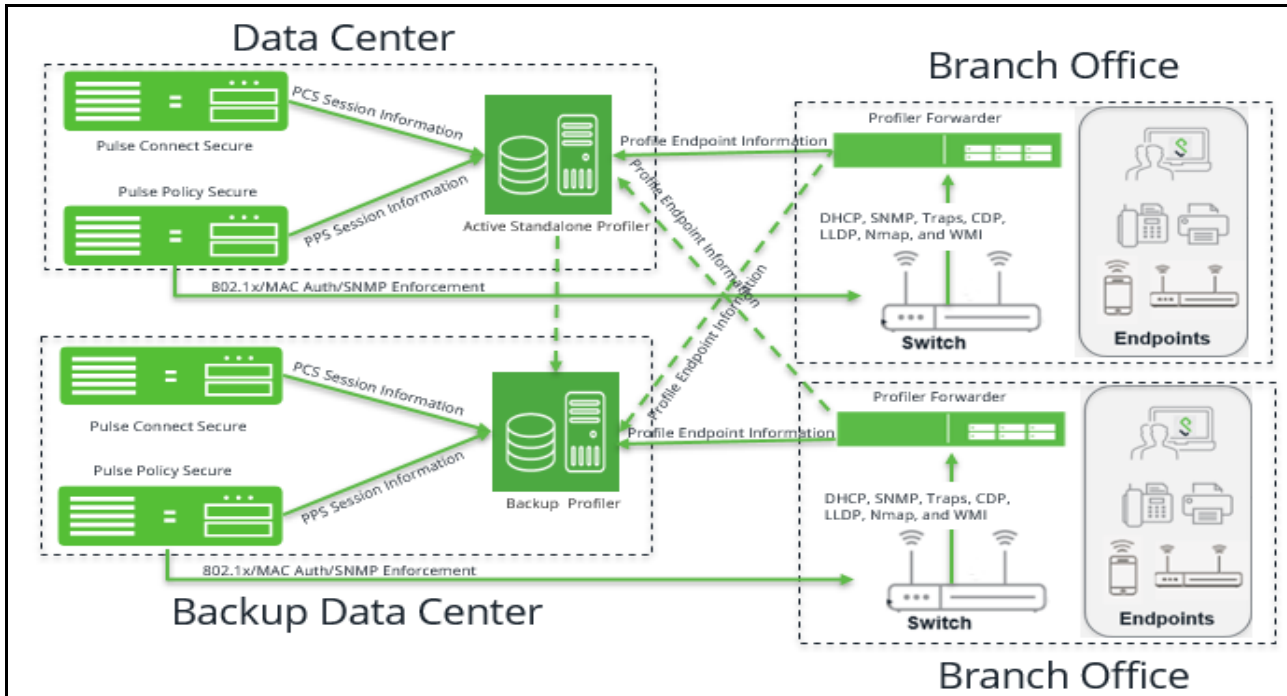 Data Center
Pulse Connect Secure
PCS Session Information
Pulse Policy Secure
PPS Session Information
Active Standalone Profiler
802.1x/MAC Auth/SNMP Enforcement
Profile Endpoint Information
Profile Endpoint Information
Profile Endpoint Information
Branch Office
Profiler Forwarder
DHCP, SNMP, Traps, CDP,
LLDP, Nmap, and WMI
Switch
Endpoints
PCS Session Information
Pulse Connect Secure
Pulse Policy Secure
PPS Session Information
Backup Profiler
802.1x/MAC Auth/SNMP Enforcement
Backup Data Center
Profile Endpoint Information
Profiler Forwarder
DHCP, SNMP, Traps, CDP,
LLDP, Nmap, and WMI
Switch
Endpoints
Branch Office